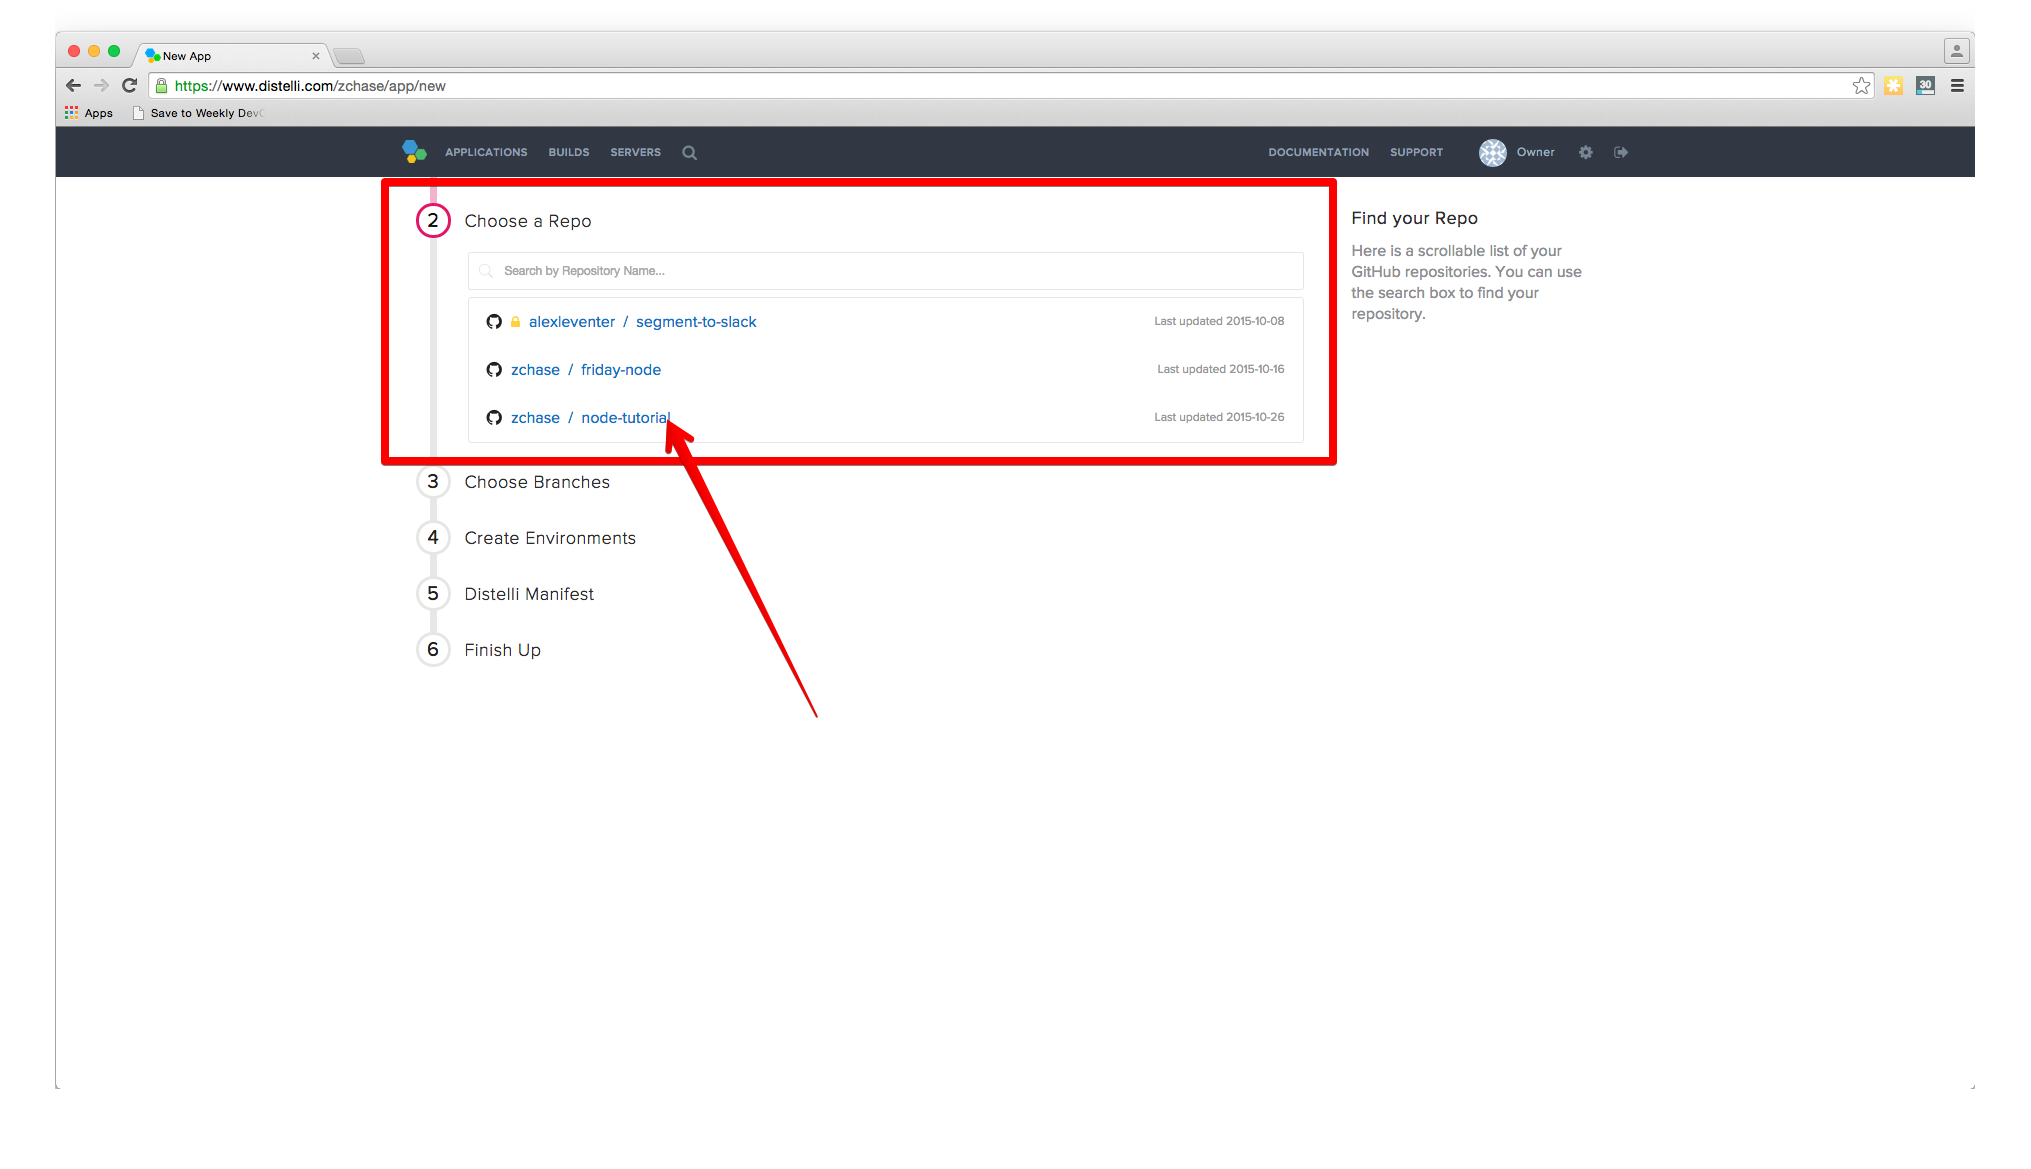 New App
https://www.distelli.com/zchase/app/new
30
Apps Save to Weekly Dev
APPLICATIONS BUILDS SERVERS DOCUMENTATION SUPPORT Owner
2 Choose a Repo
Search by Repository Name...
alexleventer / segment-to-slack Last updated 2015-10-08
zchase / friday-node Last updated 2015-10-16
zchase / node-tutorial Last updated 2015-10-26
3 Choose Branches
4 Create Environments
5 Distelli Manifest
6 Finish Up
Find your Repo
Here is a scrollable list of your
GitHub repositories. You can use
the search box to find your
repository.